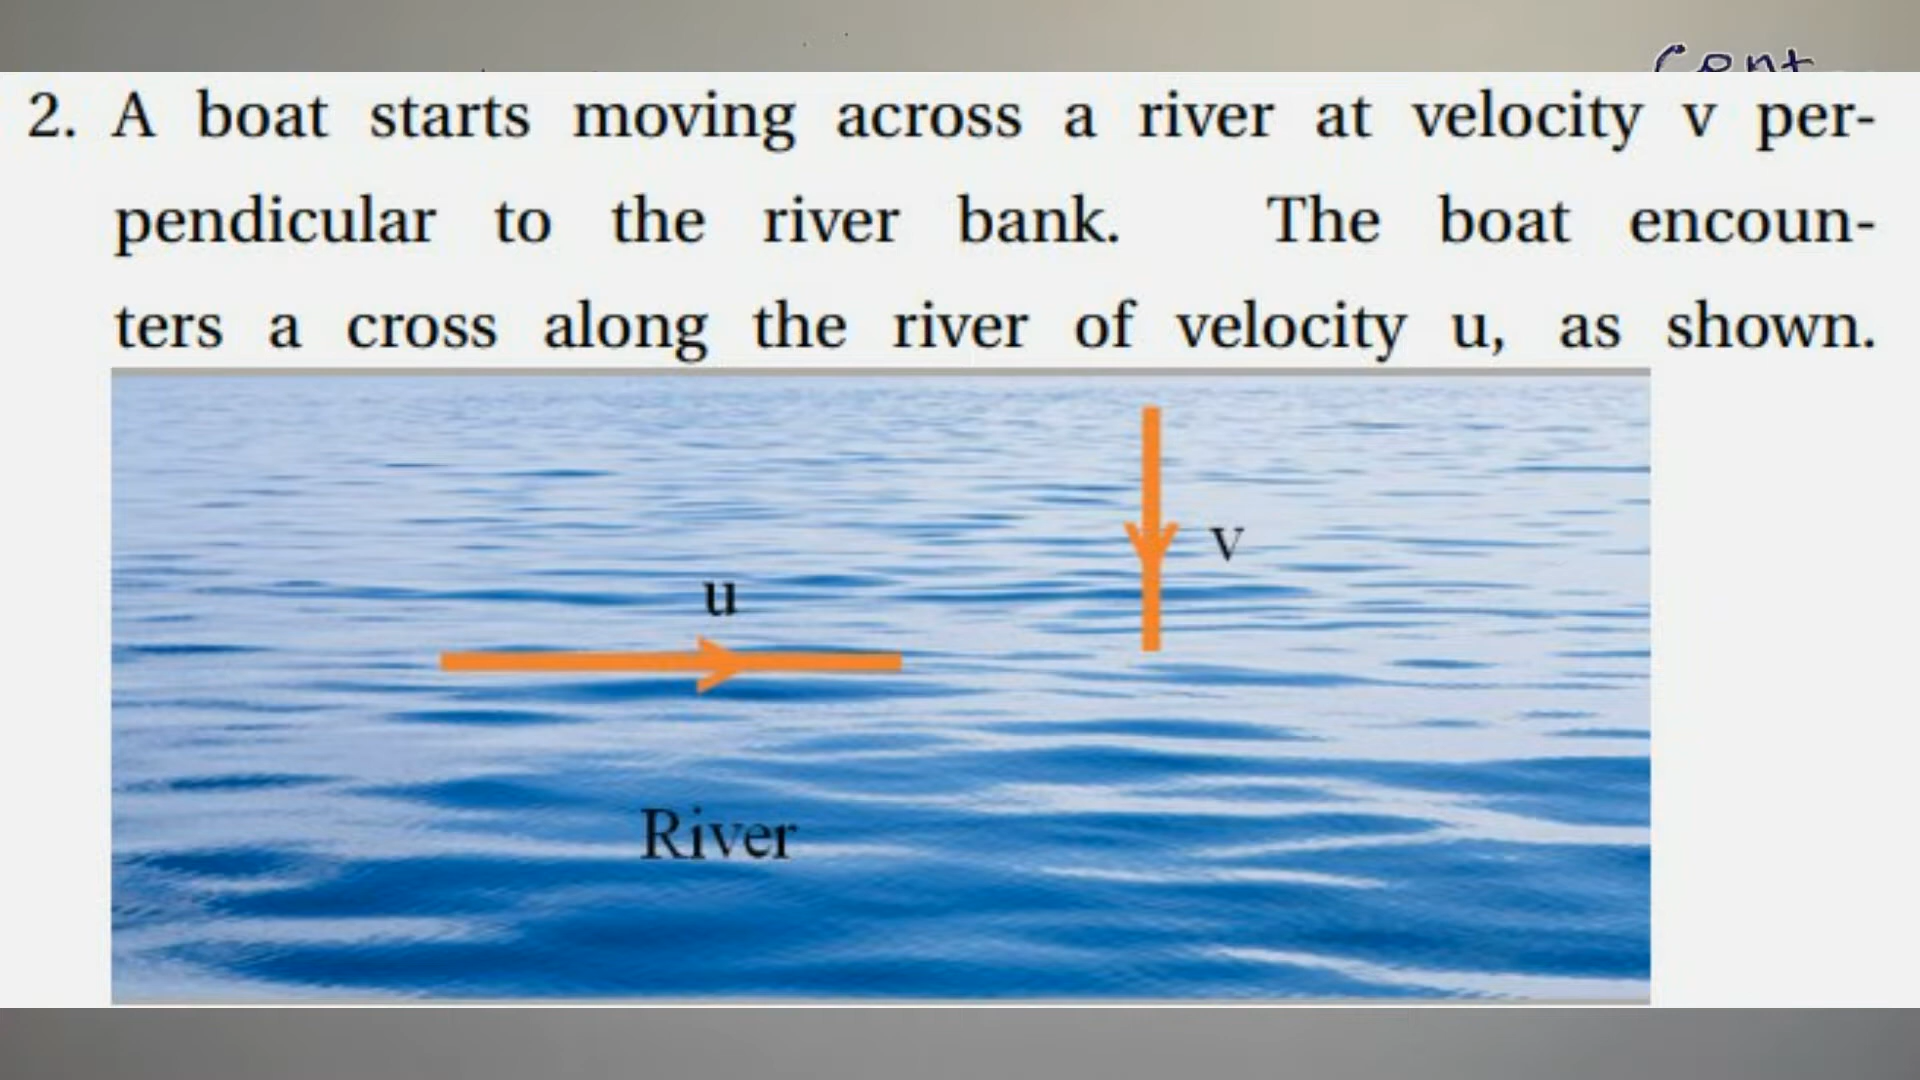 Cent
2. A boat starts moving across a river at velocity v per-
pendicular to the river bank. The boat encoun-
ters a cross along the river of velocity u, as shown.
v
u
River